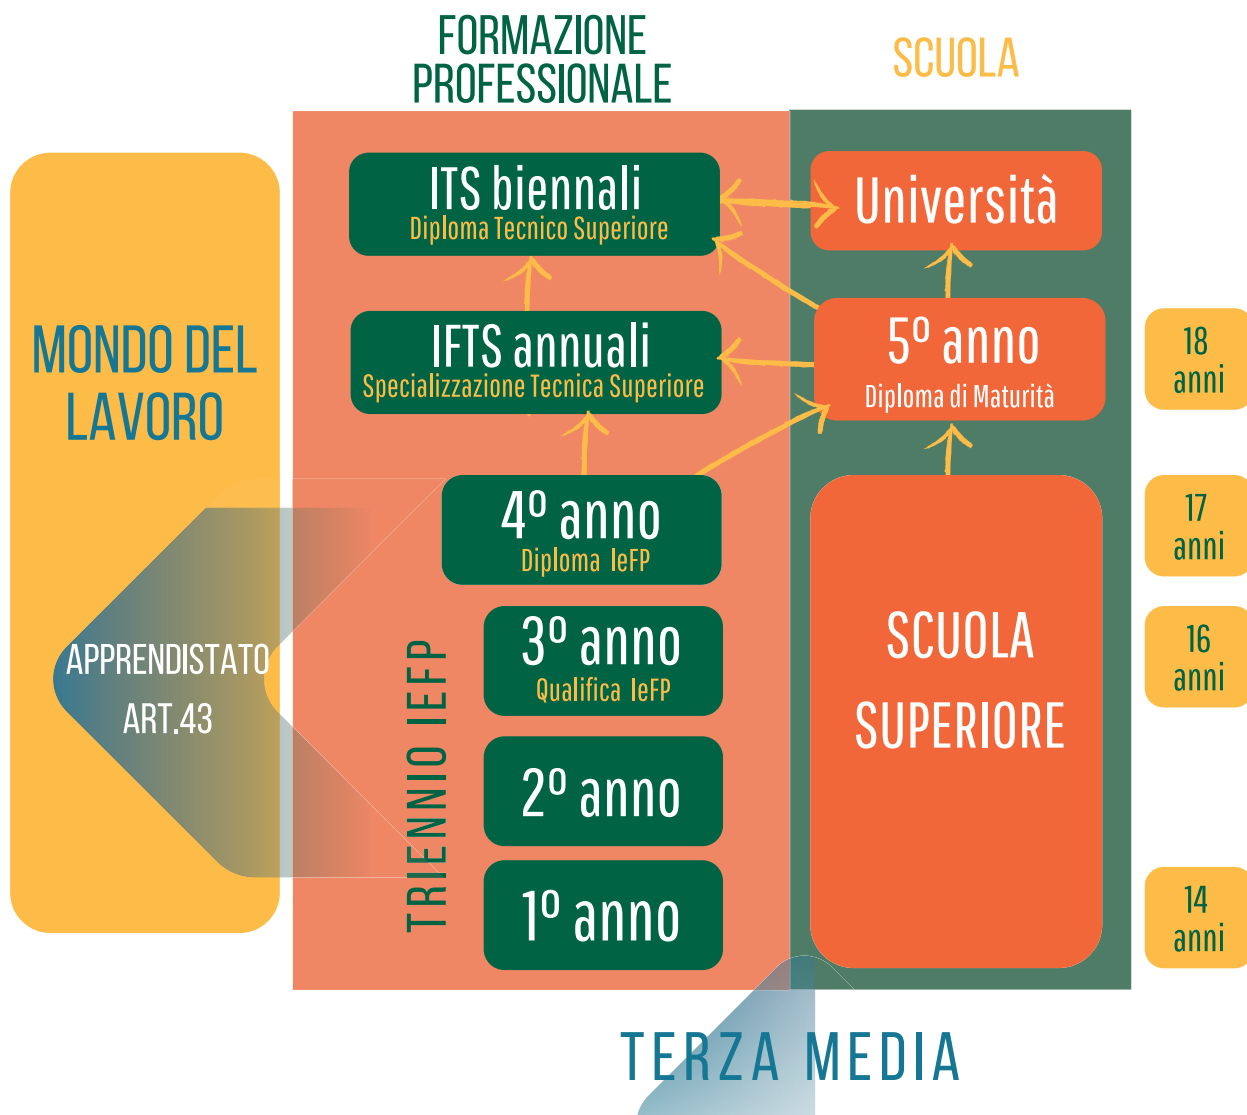 FORMAZIONE
PROFESSIONALE
SCUOLA
ITS biennali
Diploma Tecnico Superiore
Università
MONDO DEL
LAVORO
IFTS annuali
Specializzazione Tecnica Superiore
5º anno
Diploma di Maturità
18
anni
4º anno
Diploma IeFP
17
anni
APPRENDISTATO
ART.43
TRIENNIO IEFP
3º anno
Qualifica IeFP
SCUOLA
SUPERIORE
16
anni
2º anno
1º anno
14
anni
TERZA MEDIA